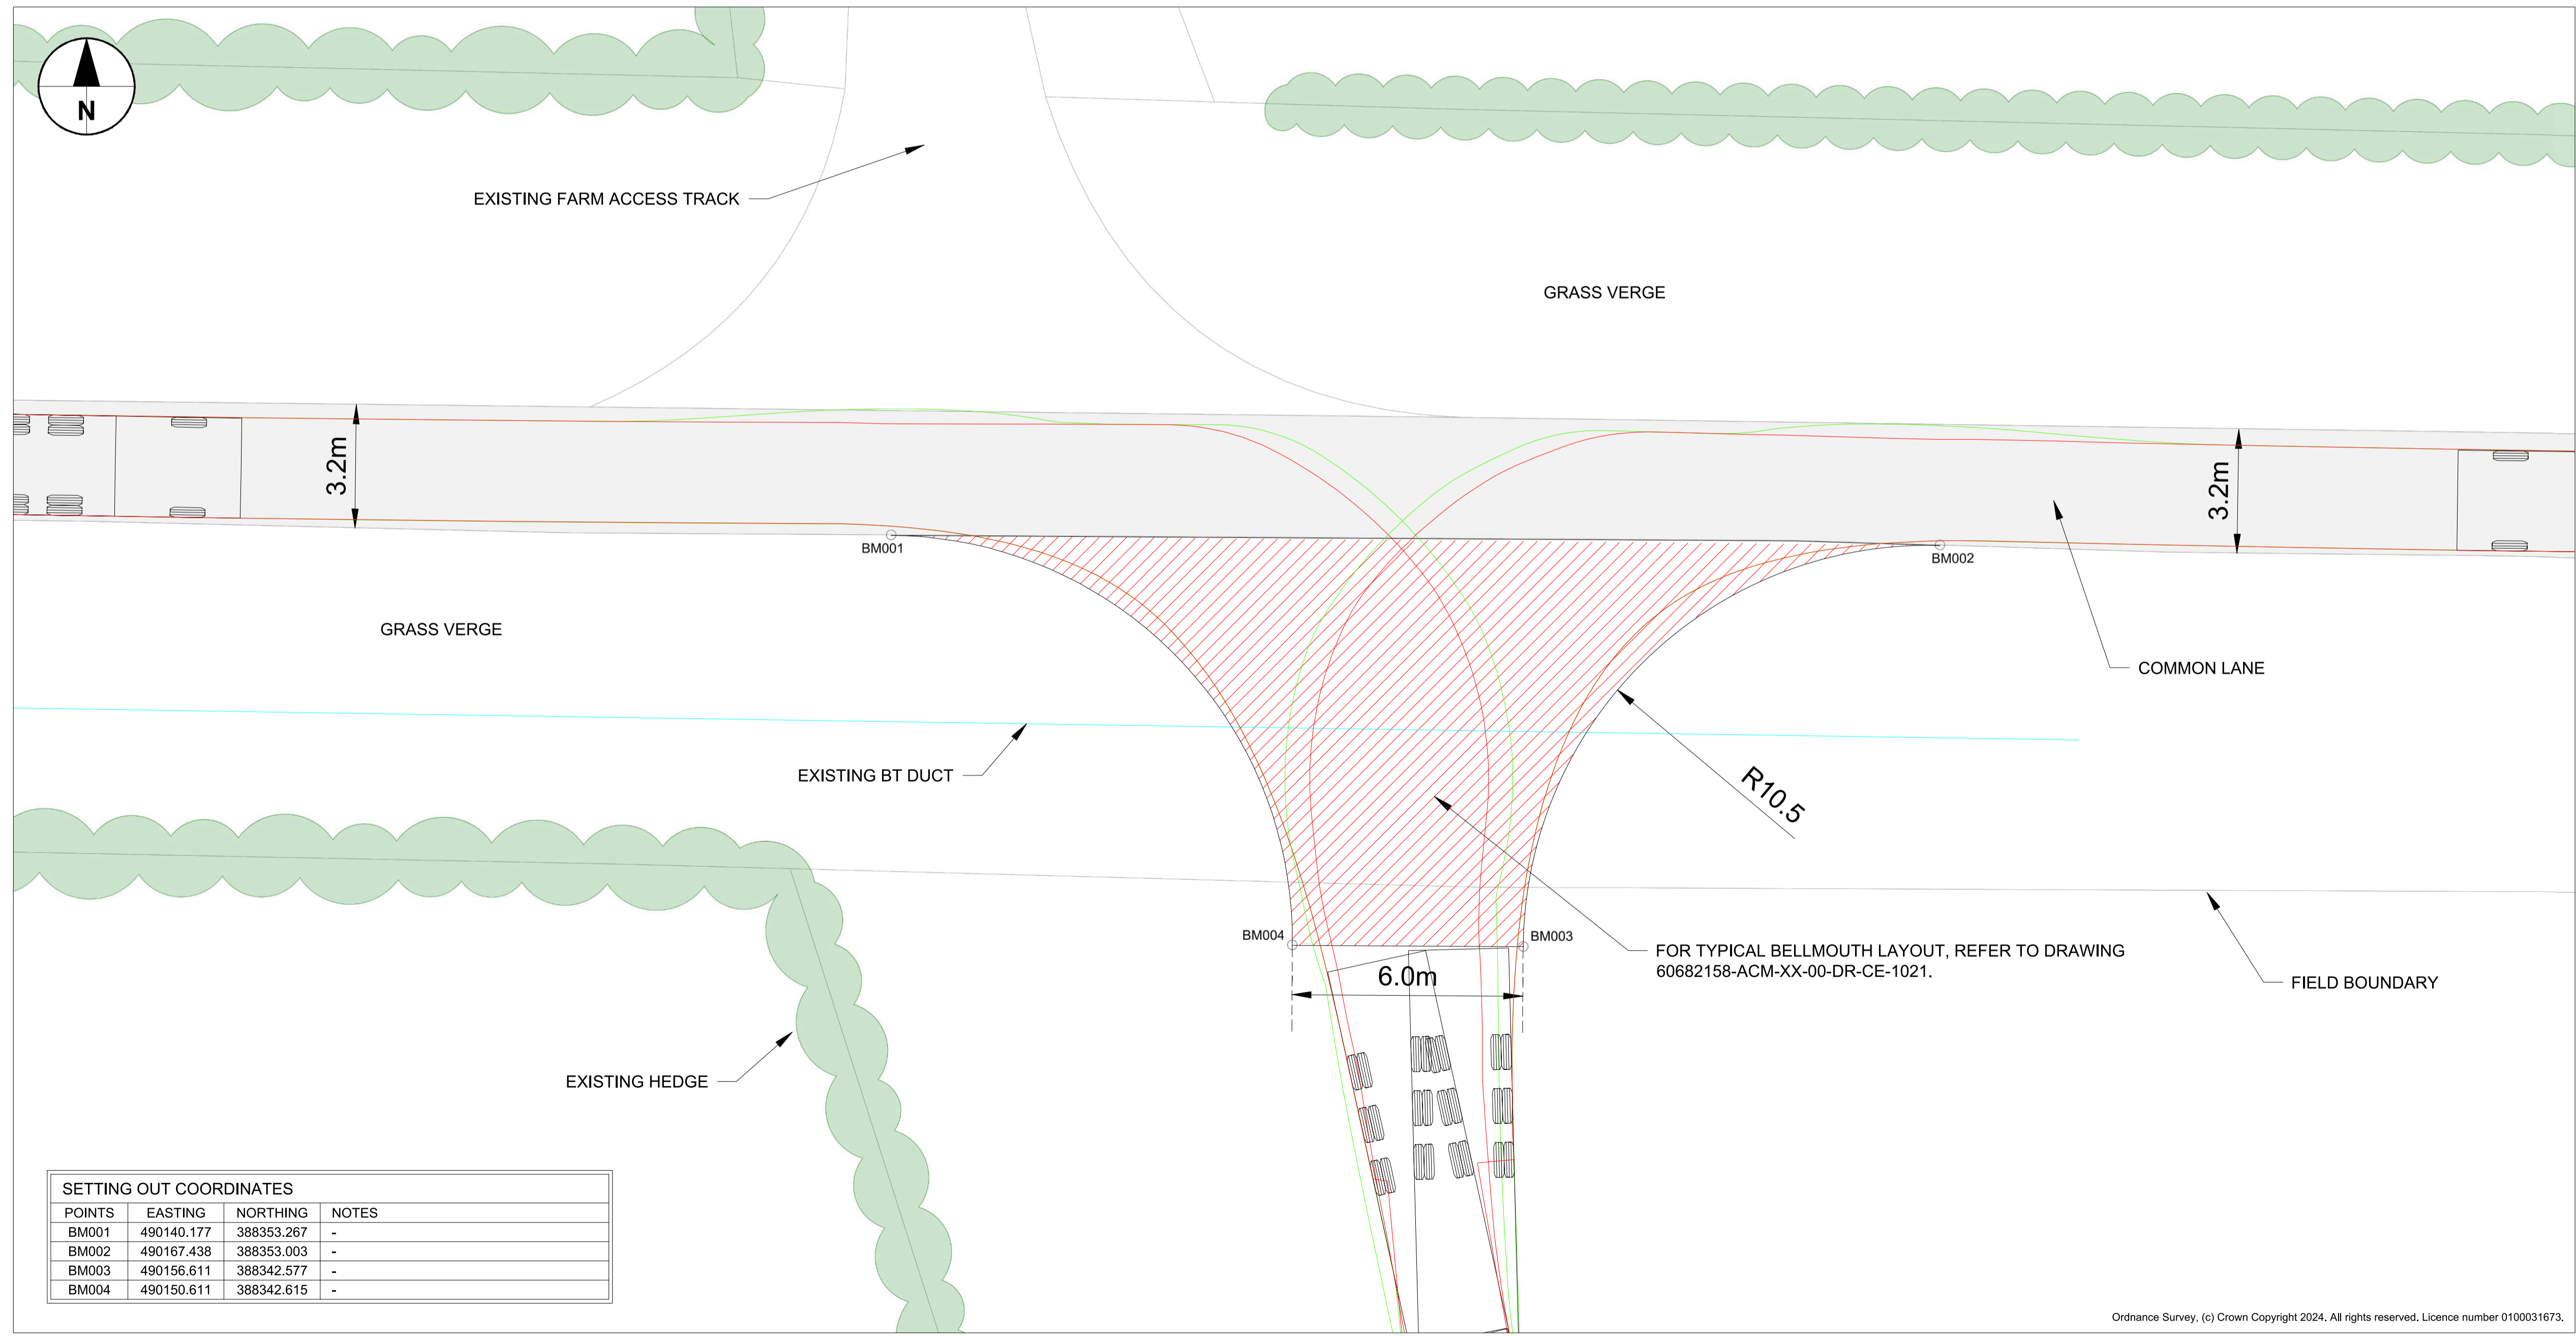 N
EXISTING FARM ACCESS TRACK
GRASS VERGE
3.2m
3.2m
BM001
BM002
GRASS VERGE
COMMON LANE
EXISTING BT DUCT
R10.5
BM004
BM003
6.0m
FOR TYPICAL BELLMOUTH LAYOUT, REFER TO DRAWING
60682158-ACM-XX-00-DR-CE-1021.
FIELD BOUNDARY
EXISTING HEDGE
SETTING OUT COORDINATES
POINTS EASTING NORTHING NOTES
BM001 490140.177 388353.267 -
BM002 490167.438 388353.003 -
BM003 490156.611 388342.577 -
BM004 490150.611 388342.615 -
Ordnance Survey, (c) Crown Copyright 2024. All rights reserved. Licence number 0100031673.